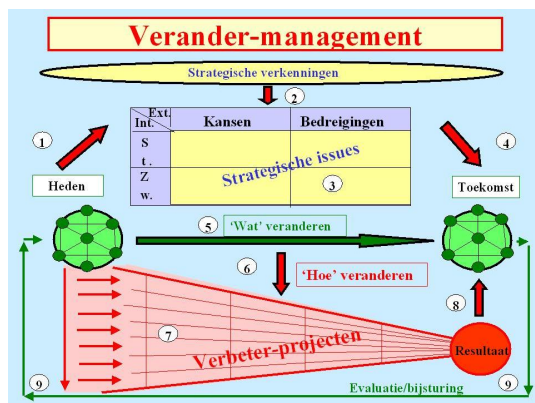 Verander-management
Strategische verkenningen
2
Ext.
Int.
Kansen
Bedreigingen
1
4
S
t .
Strategische issues
Z
w.
3
Heden
Toekomst
5
‘Wat’ veranderen
6
‘Hoe’ veranderen
8
7
Verbeter-projecten
Resultaat
9
Evaluatie/bijsturing
9